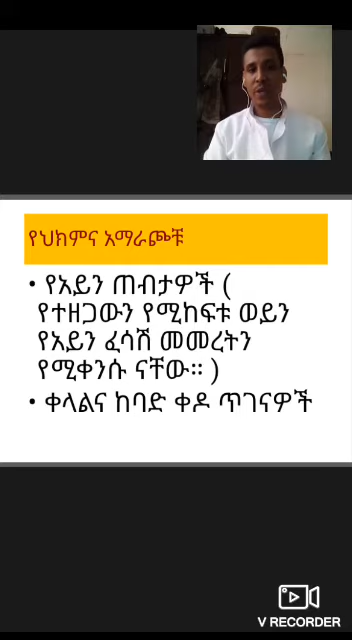 የህክምና አማራጮቹ
• የአይን ጠብታዎች (
የተዘጋውን የሚከፍቱ ወይን
የአይን ፈሳሽ መመረትን
የሚቀንሱ ናቸው። )
• ቀላልና ከባድ ቀዶ ጥገናዎች
V RECORDER